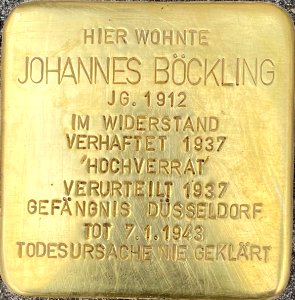 HIER WOHNTE
JOHANNES BÖCKLING
JG. 1912
IM WIDERSTAND
VERHAFTET 1937
'HOCHVERRAT'
VERURTEILT 1937
GEFÄNGNIS DÜSSELDORF
TOT 7.1.1943
TODESURSACHE NIE GEKLÄRT